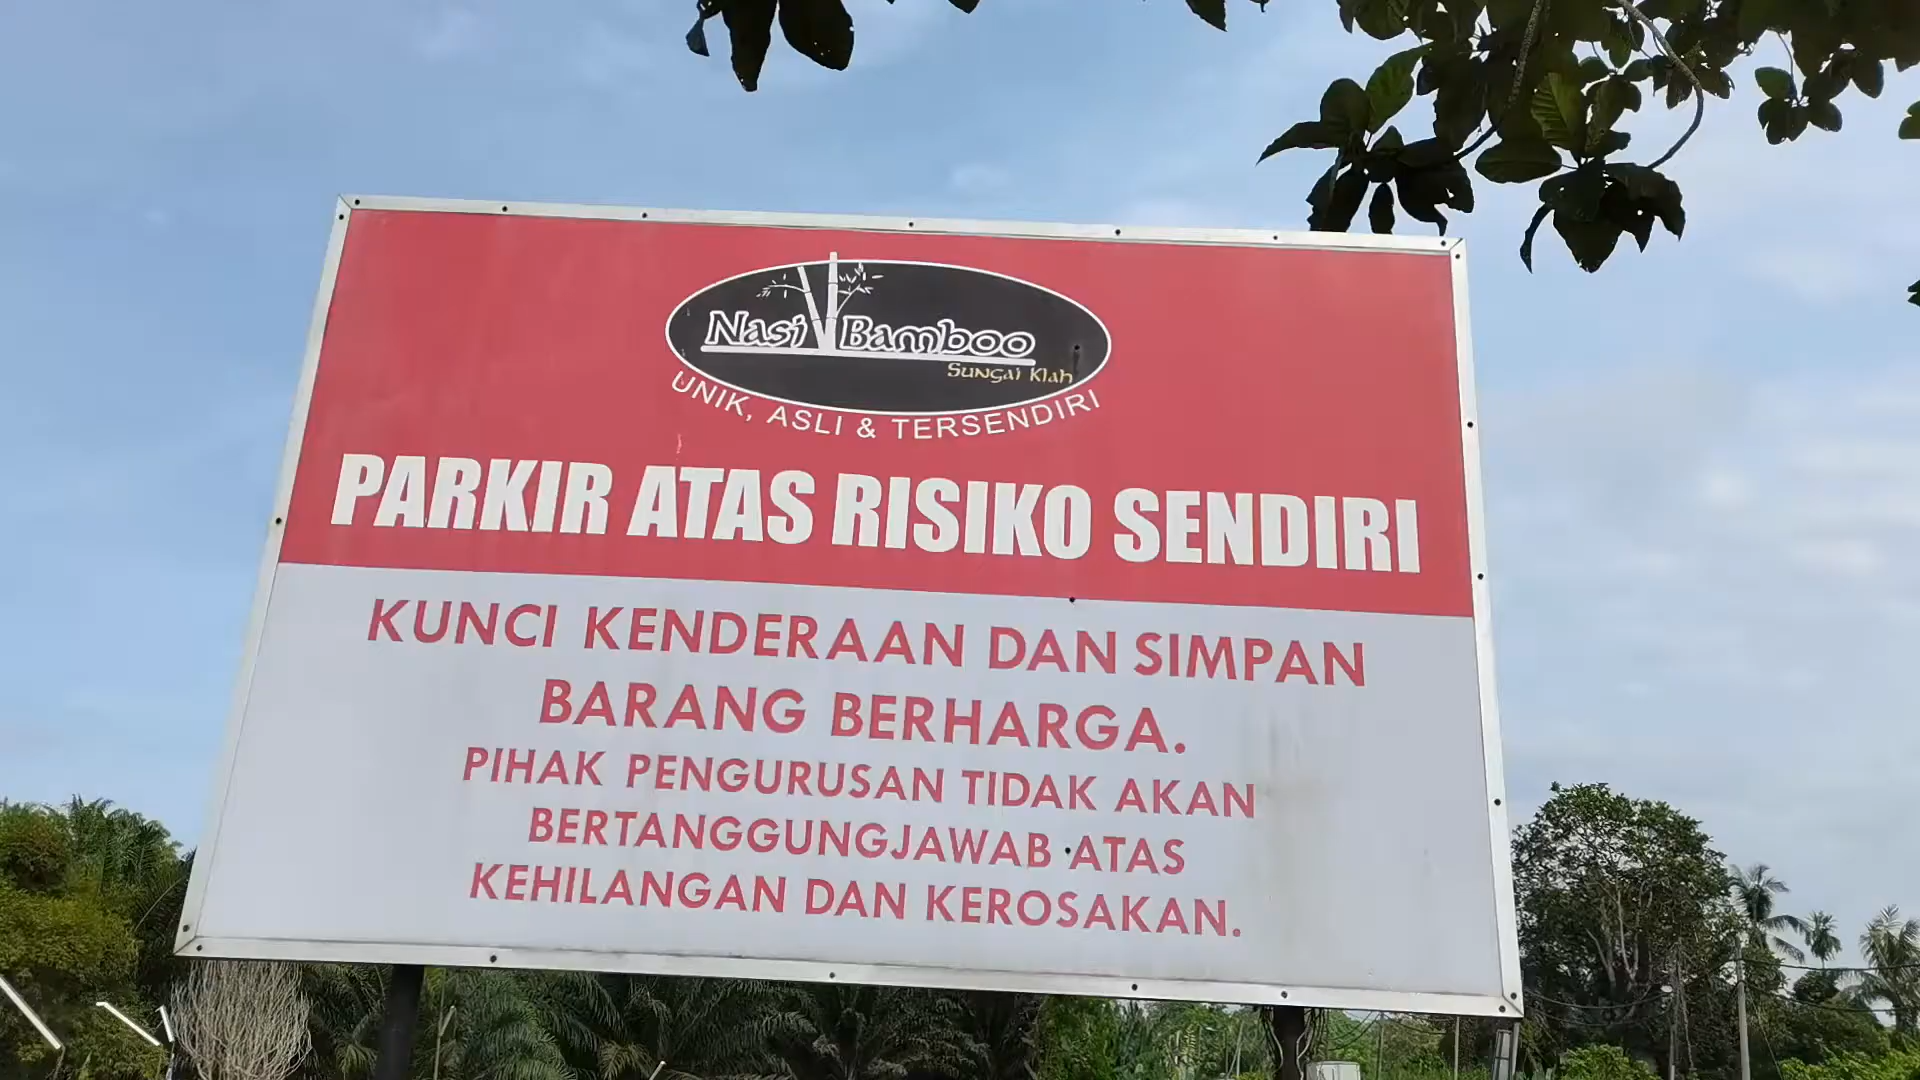 Nasi Bamboo
Sungai Klah
UNIK, ASLI & TERSENDIRI
PARKIR ATAS RISIKO SENDIRI
KUNCI KENDERAAN DAN SIMPAN
BARANG BERHARGA.
PIHAK PENGURUSAN TIDAK AKAN
BERTANGGUNGJAWAB ATAS
KEHILANGAN DAN KEROSAKAN.